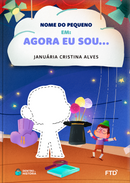 NOME DO PEQUENO
EM:
AGORA EU SOU...
JANUÁRIA CRISTINA ALVES
FTD